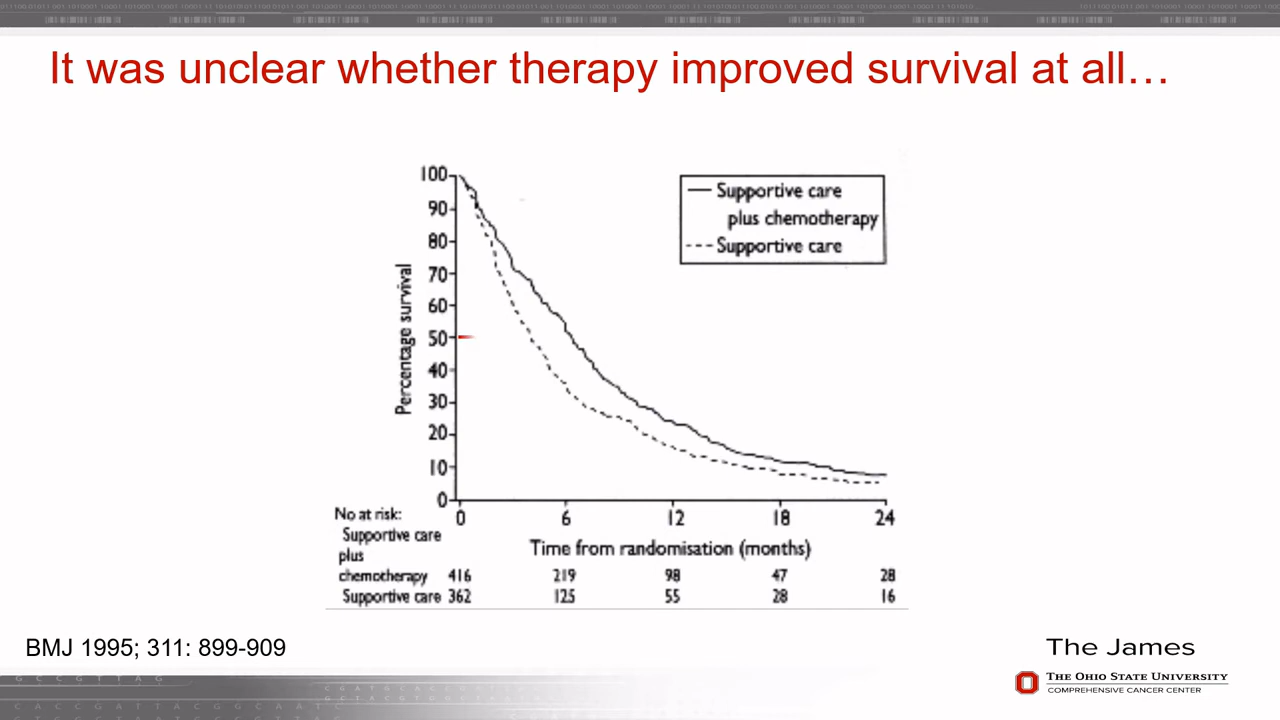 It was unclear whether therapy improved survival at all…
100
90
80
70
60
50
40
30
20
10
0
Percentage survival
Supportive care
plus chemotherapy
Supportive care
0 6 12 18 24
Time from randomisation (months)
No at risk:
Supportive care
plus
chemotherapy 416 219 98 47 28
Supportive care 362 125 55 28 16
BMJ 1995; 311: 899-909
The James
THE OHIO STATE UNIVERSITY
COMPREHENSIVE CANCER CENTER
G C C G T T A G